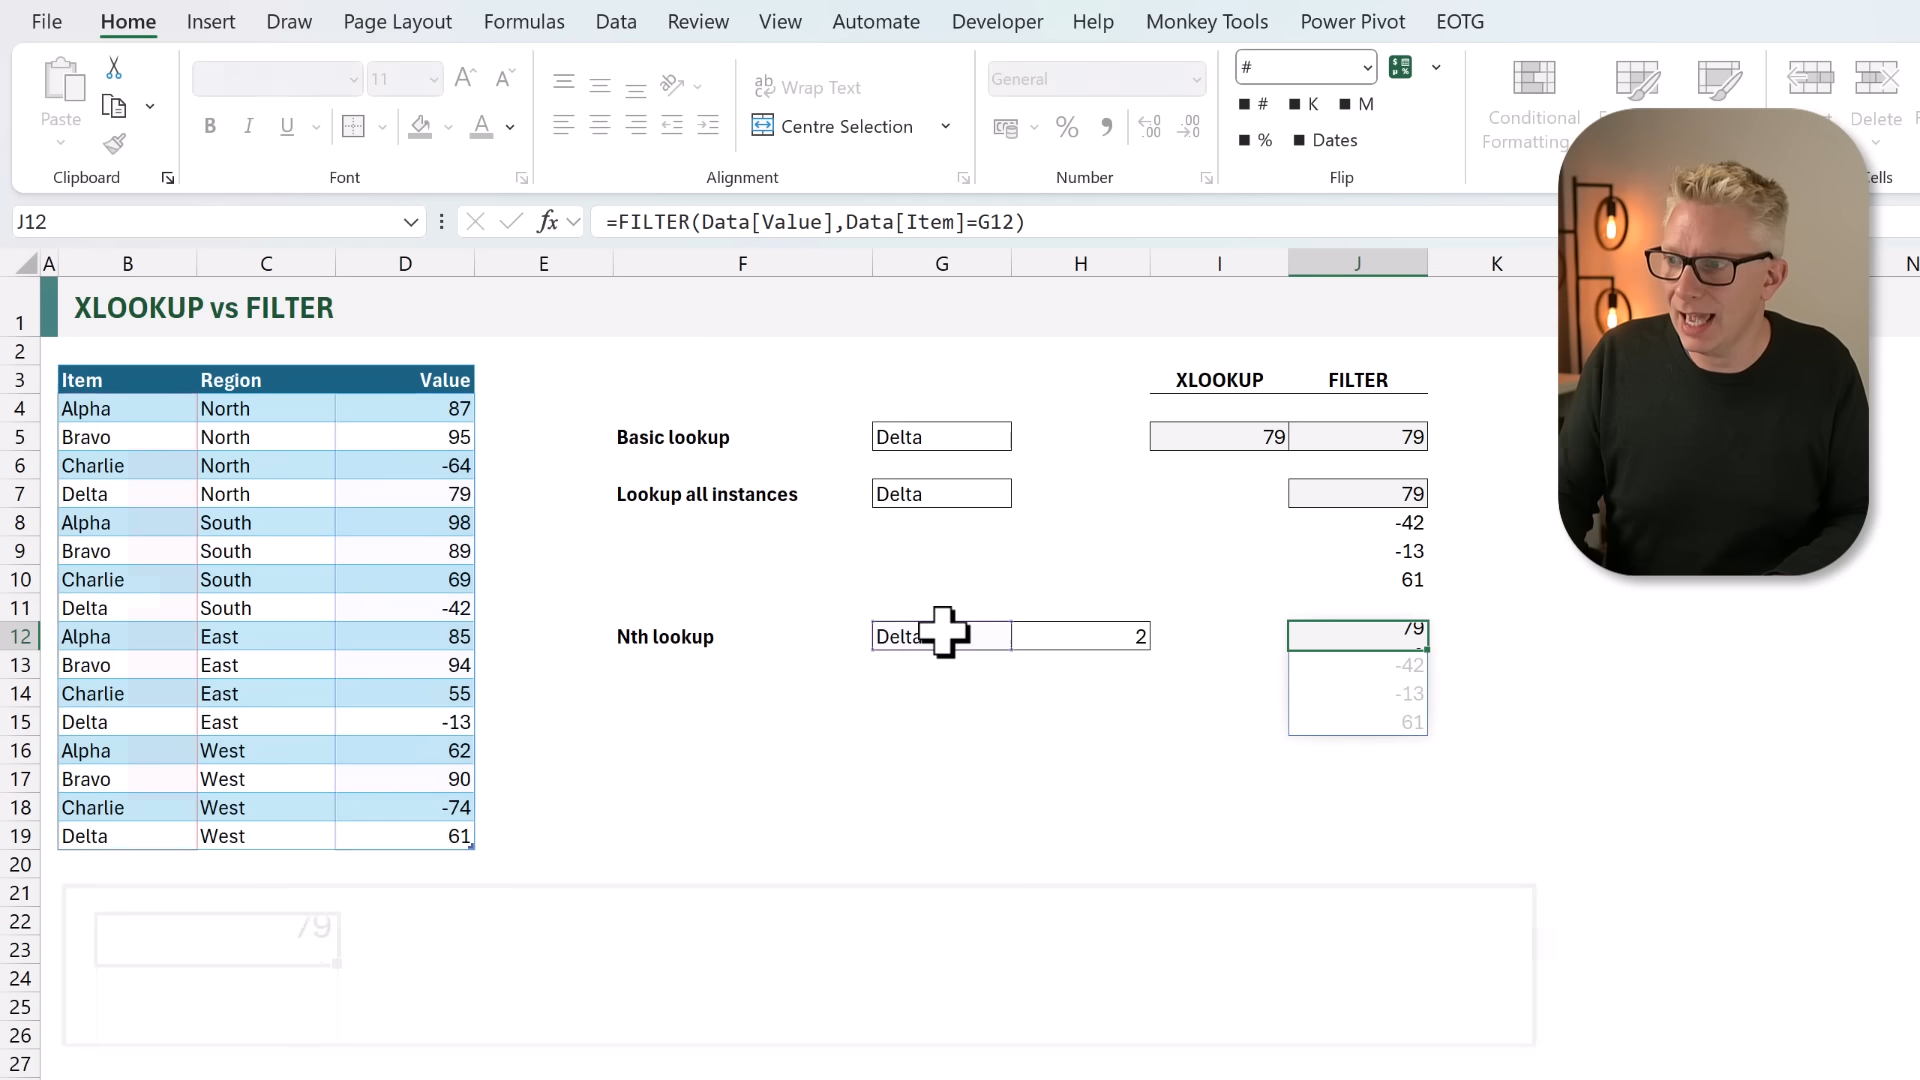 File Home Insert Draw Page Layout Formulas Data Review View Automate Developer Help Monkey Tools Power Pivot EOTG
Paste
11
Wrap Text
Centre Selection
General
#
# K M
% Dates
Conditional
Formatting
Delete
Clipboard Font Alignment Number Flip
J12 fx =FILTER(Data[Value],Data[Item]=G12)
A B C D E F G H I J K N
1 XLOOKUP vs FILTER
2
3 Item Region Value XLOOKUP FILTER
4 Alpha North 87
5 Bravo North 95 Basic lookup Delta 79 79
6 Charlie North -64
7 Delta North 79 Lookup all instances Delta 79
8 Alpha South 98 -42
9 Bravo South 89 -13
10 Charlie South 69 61
11 Delta South -42
12 Alpha East 85 Nth lookup Delta 2 79
13 Bravo East 94 -42
14 Charlie East 55 -13
15 Delta East -13 61
16 Alpha West 62
17 Bravo West 90
18 Charlie West -74
19 Delta West 61
20
21
22 79
23
24
25
26
27